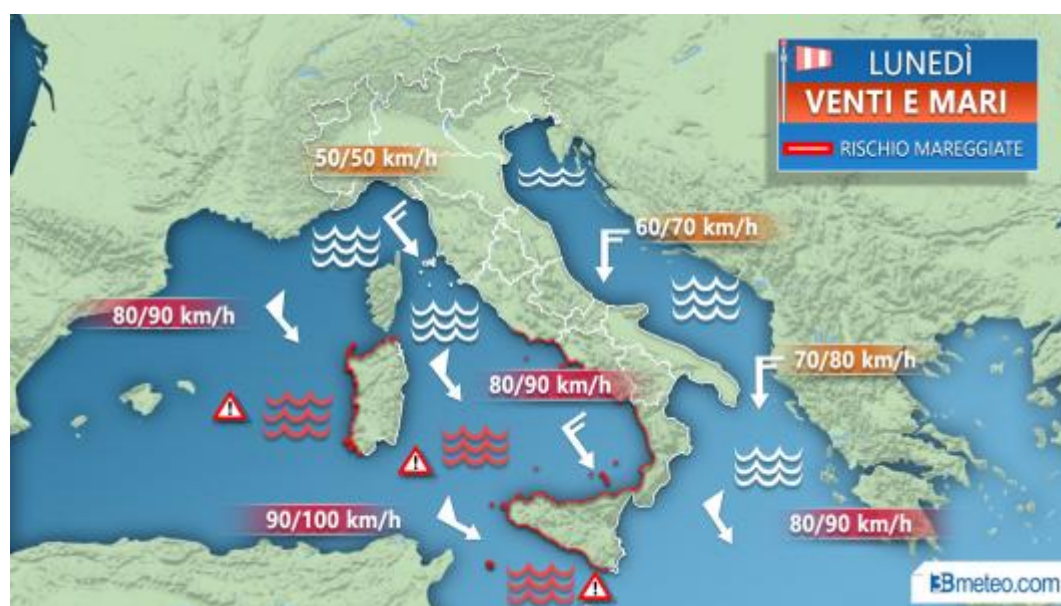 LUNEDÌ
VENTI E MARI
RISCHIO MAREGGIATE
50/50 km/h
60/70 km/h
80/90 km/h
70/80 km/h
80/90 km/h
90/100 km/h
80/90 km/h
3Bmeteo.com